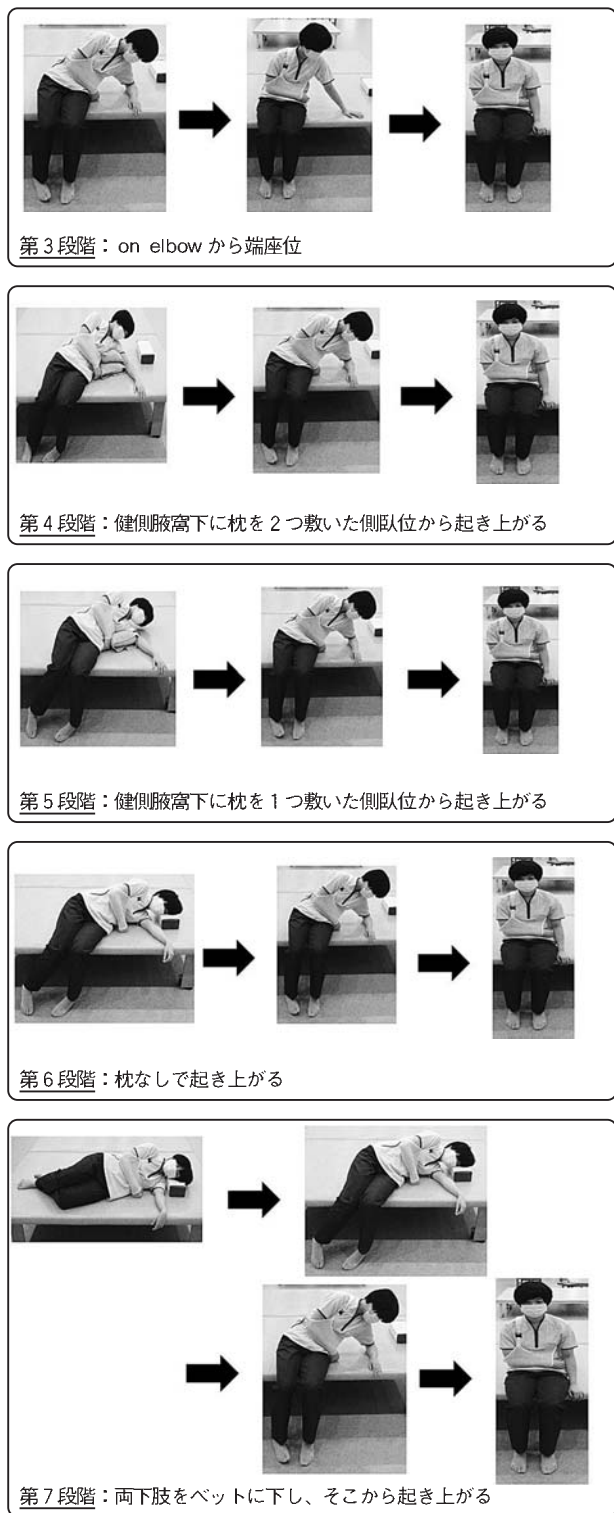 第3段階：on elbow から端座位
第4段階：健側腋窩下に枕を2つ敷いた側臥位から起き上がる
第5段階：健側腋窩下に枕を1つ敷いた側臥位から起き上がる
第6段階：枕なしで起き上がる
第7段階：両下肢をベットに下し、そこから起き上がる